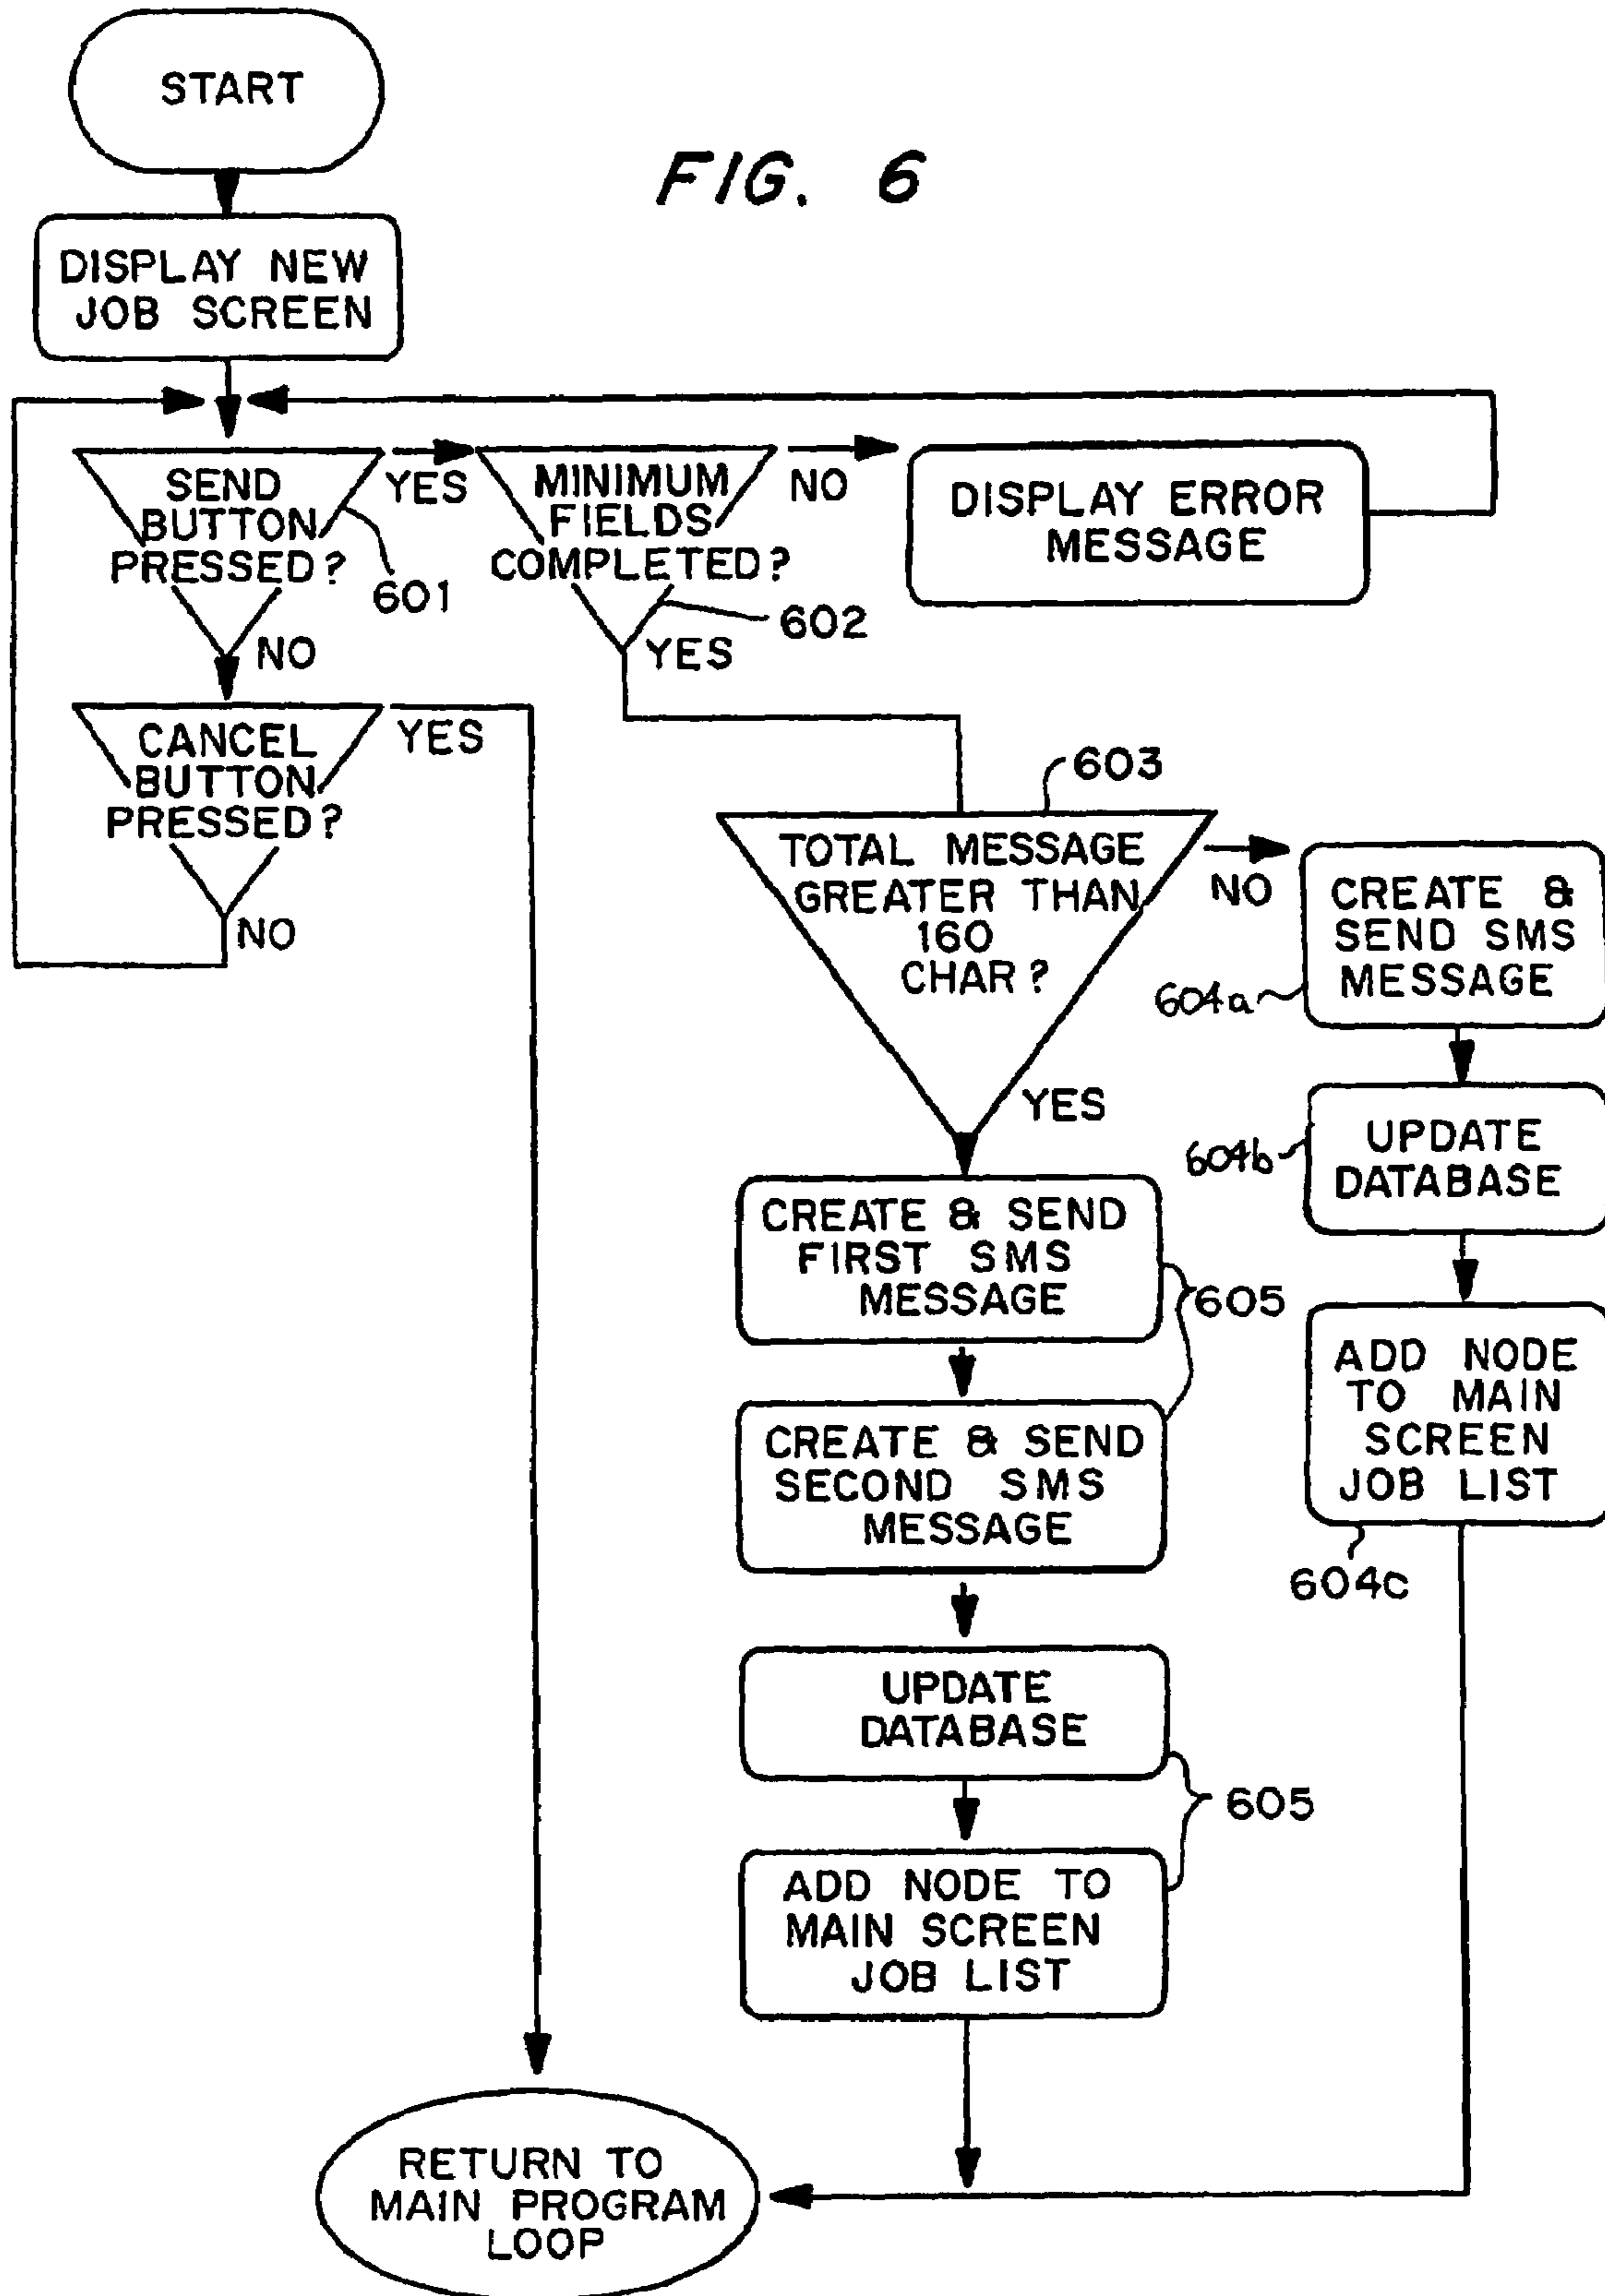 START
FIG. 6
DISPLAY NEW
JOB SCREEN
SEND
BUTTON
PRESSED?
YES
601
NO
MINIMUM
FIELDS
COMPLETED?
NO
602
YES
DISPLAY ERROR
MESSAGE
CANCEL
BUTTON
PRESSED?
YES
NO
603
TOTAL MESSAGE
GREATER THAN
160
CHAR?
NO
YES
CREATE &
SEND SMS
MESSAGE
604a
UPDATE
DATABASE
604b
ADD NODE
TO MAIN
SCREEN
JOB LIST
604c
CREATE & SEND
FIRST SMS
MESSAGE
605
CREATE & SEND
SECOND SMS
MESSAGE
UPDATE
DATABASE
605
ADD NODE TO
MAIN SCREEN
JOB LIST
RETURN TO
MAIN PROGRAM
LOOP